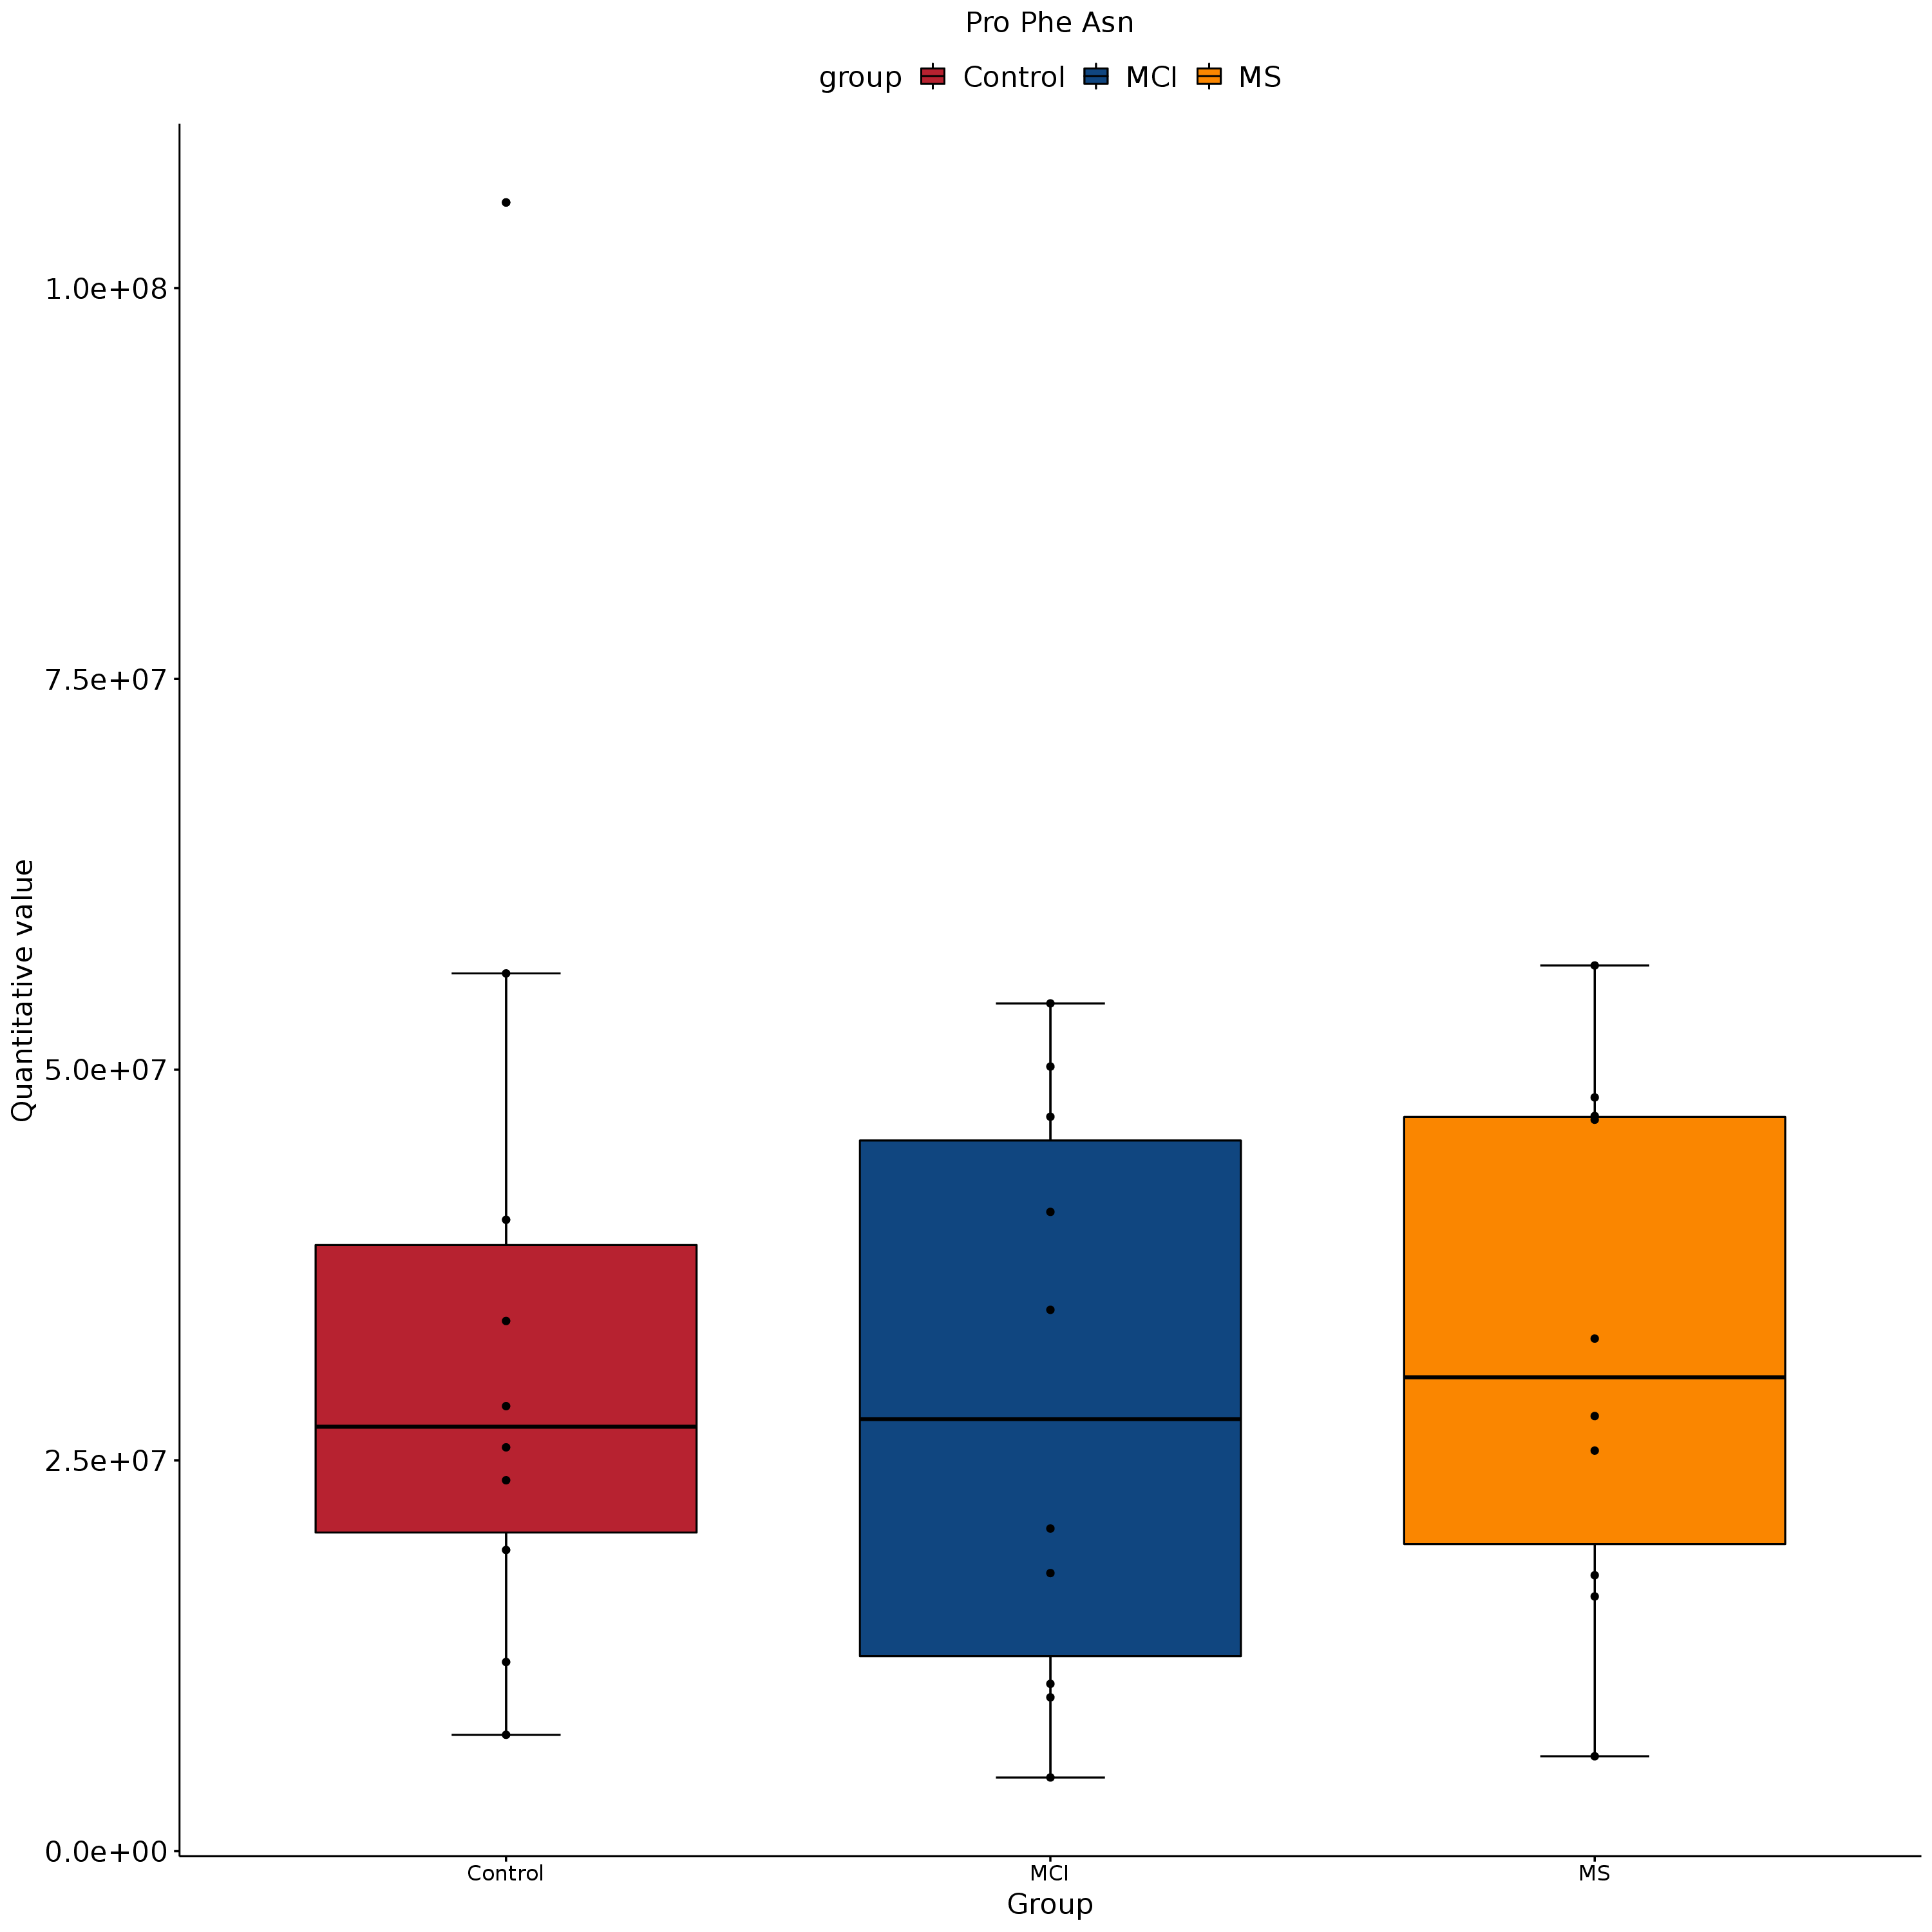 Pro Phe Asn
group Control MCI MS
1.0e+08
7.5e+07
5.0e+07
2.5e+07
0.0e+00
Quantitative value
Control MCI MS
Group